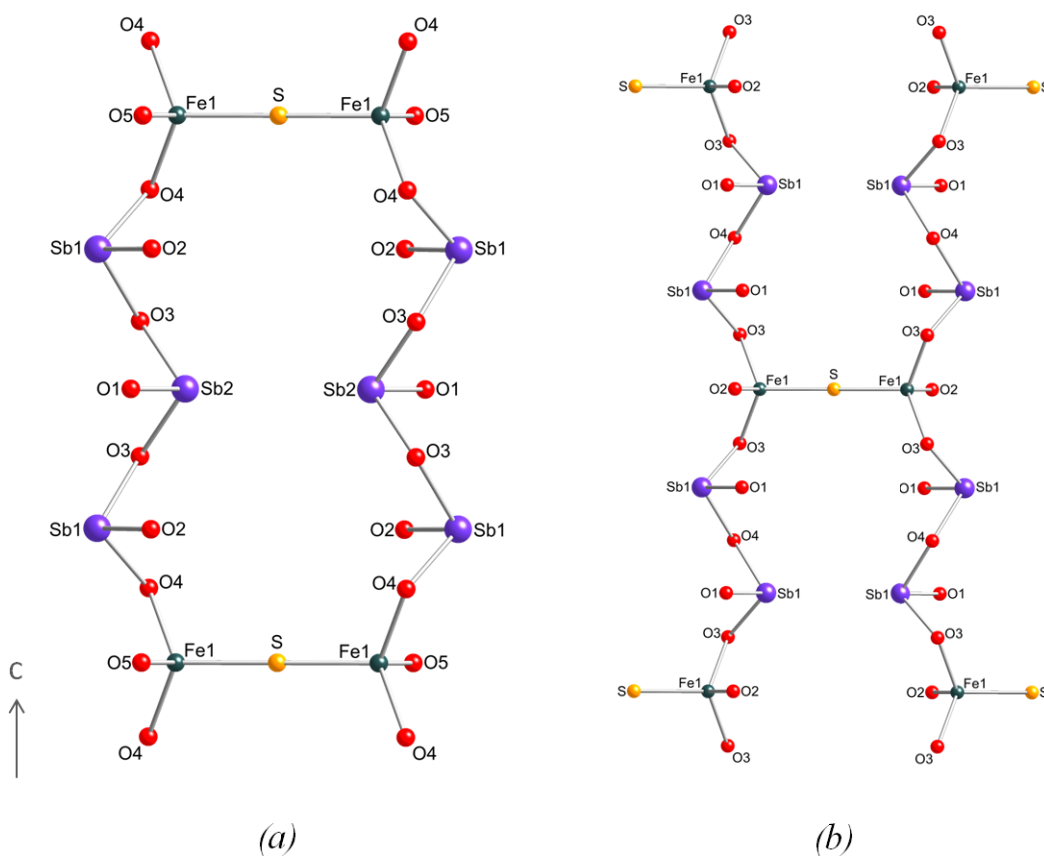 O4 O4
Fe1 S Fe1
O5 O5
O4 O4
Sb1 O2 O2 Sb1
O3 O3
O1 Sb2 Sb2 O1
O3 O3
Sb1 O2 O2 Sb1
O4 O4
Fe1 S Fe1
O5 O5
O4 O4
c
(a)
O3 O3
S Fe1 O2 O2 Fe1 S
O3 O3
O1 Sb1 Sb1 O1
O4 O4
Sb1 O1 O1 Sb1
O3 O3
O2 Fe1 S Fe1 O2
O3 O3
Sb1 O1 O1 Sb1
O4 O4
O1 Sb1 Sb1 O1
O3 O3
S Fe1 O2 O2 Fe1 S
O3 O3
(b)